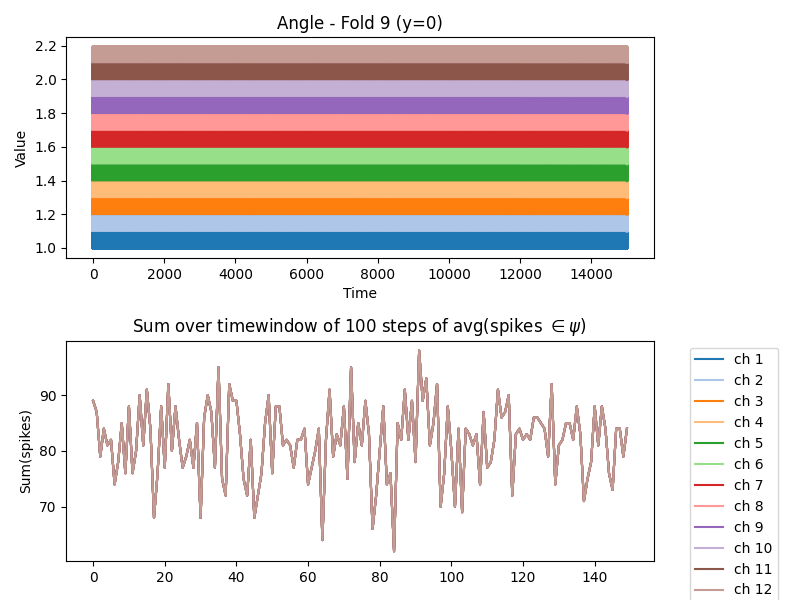 Angle - Fold 9 (y=0)
Value
2.2
2.0
1.8
1.6
1.4
1.2
1.0
0 2000 4000 6000 8000 10000 12000 14000
Time
Sum over timewindow of 100 steps of avg(spikes ∈ψ)
Sum(spikes)
90
80
70
0 20 40 60 80 100 120 140
ch 1
ch 2
ch 3
ch 4
ch 5
ch 6
ch 7
ch 8
ch 9
ch 10
ch 11
ch 12